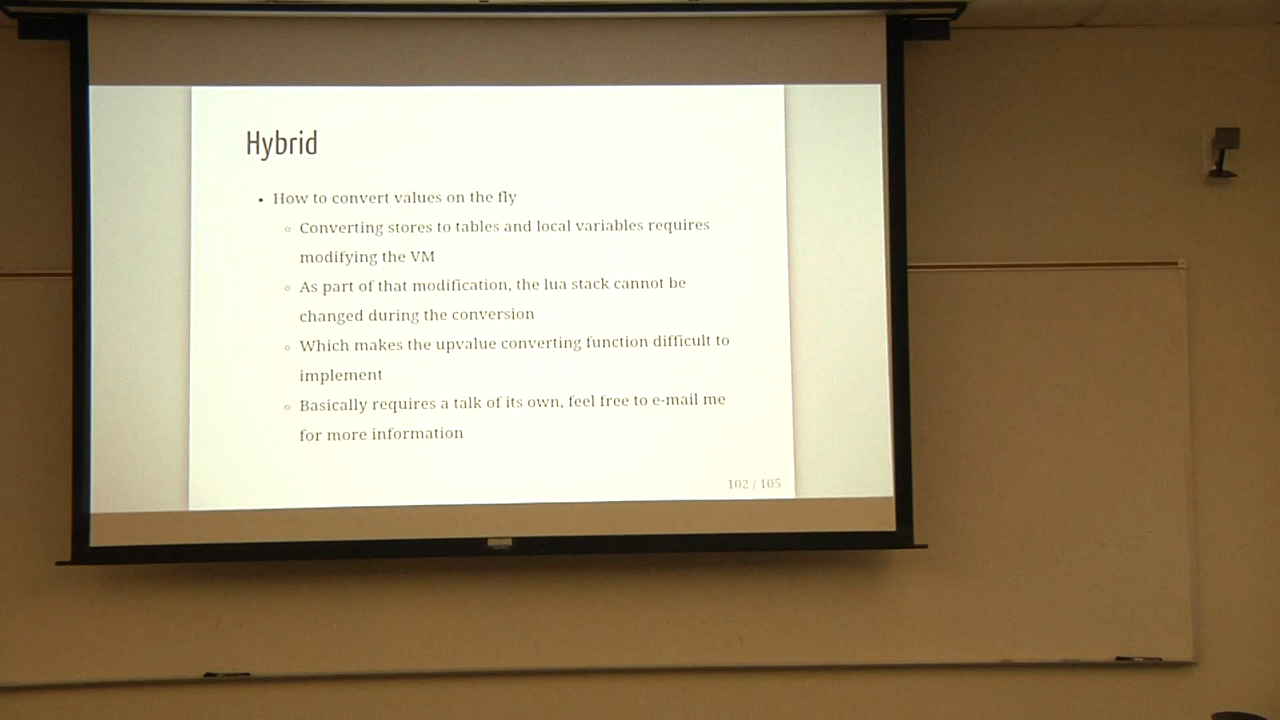 Hybrid
• How to convert values on the fly
◦ Converting stores to tables and local variables requires
modifying the VM
◦ As part of that modification, the lua stack cannot be
changed during the conversion
◦ Which makes the upvalue converting function difficult to
implement
◦ Basically requires a talk of its own, feel free to e-mail me
for more information
102 / 105